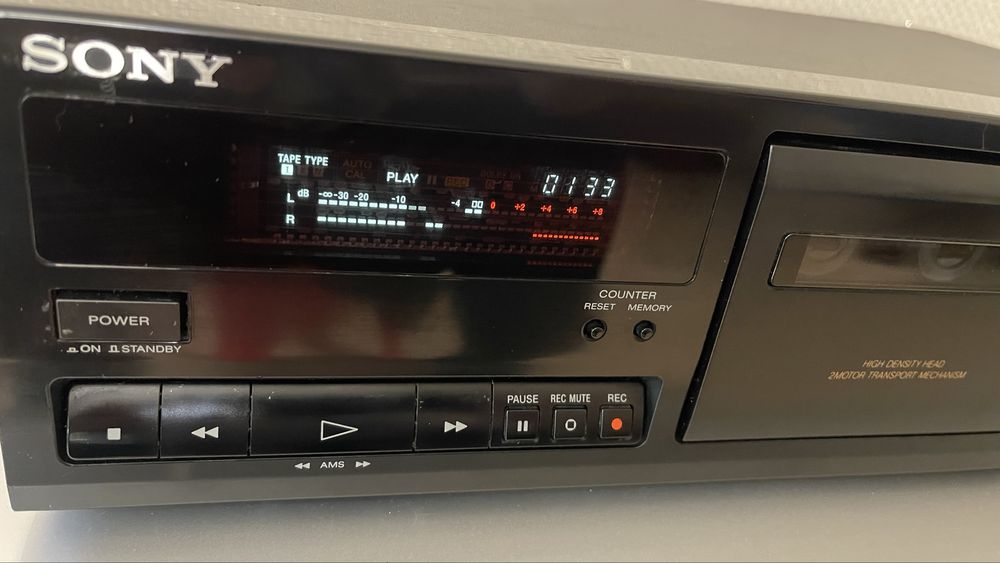 SONY
TAPE TYPE
I
AUTO CAL
PLAY
REC
0133
dB -∞-30 -20 -10 -4 0 +2 +4 +6 +8
L
R
COUNTER
RESET MEMORY
POWER
ON STANDBY
PAUSE REC MUTE REC
AMS
HIGH DENSITY HEAD
2MOTOR TRANSPORT MECHANISM